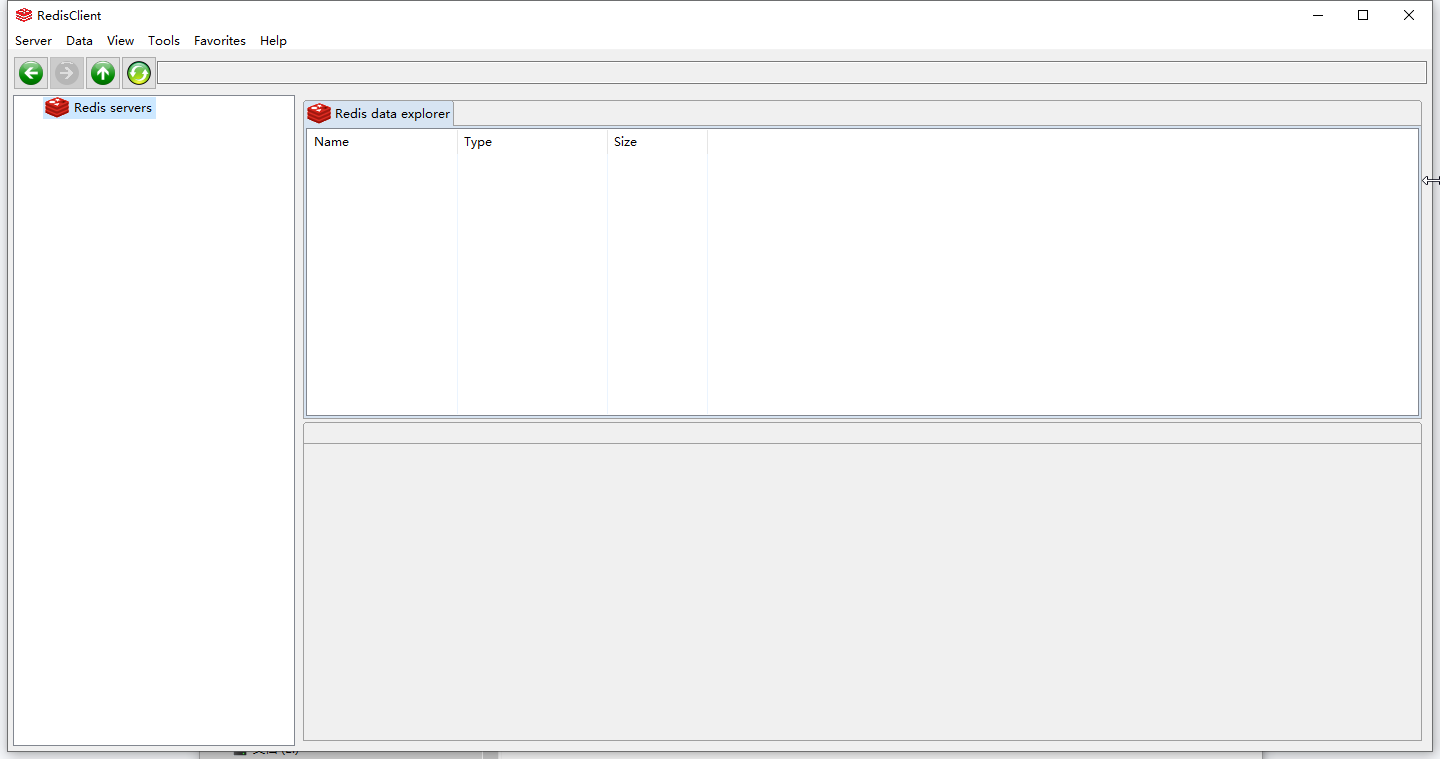 RedisClient
Server Data View Tools Favorites Help
Redis servers
Redis data explorer
Name Type Size